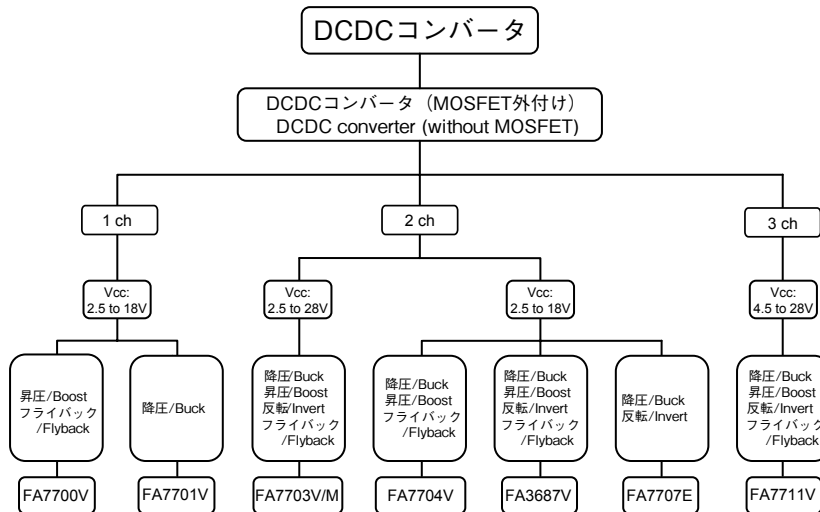 DCDCコンバータ
DCDCコンバータ（MOSFET外付け）
DCDC converter (without MOSFET)
1 ch
2 ch
3 ch
Vcc:
2.5 to 18V
Vcc:
2.5 to 28V
Vcc:
2.5 to 18V
Vcc:
4.5 to 28V
昇圧/Boost
フライバック
/Flyback
降圧/Buck
降圧/Buck
昇圧/Boost
反転/Invert
フライバック
/Flyback
降圧/Buck
昇圧/Boost
フライバック
/Flyback
降圧/Buck
昇圧/Boost
反転/Invert
フライバック
/Flyback
降圧/Buck
反転/Invert
降圧/Buck
昇圧/Boost
反転/Invert
フライバック
/Flyback
FA7700V
FA7701V
FA7703V/M
FA7704V
FA3687V
FA7707E
FA7711V